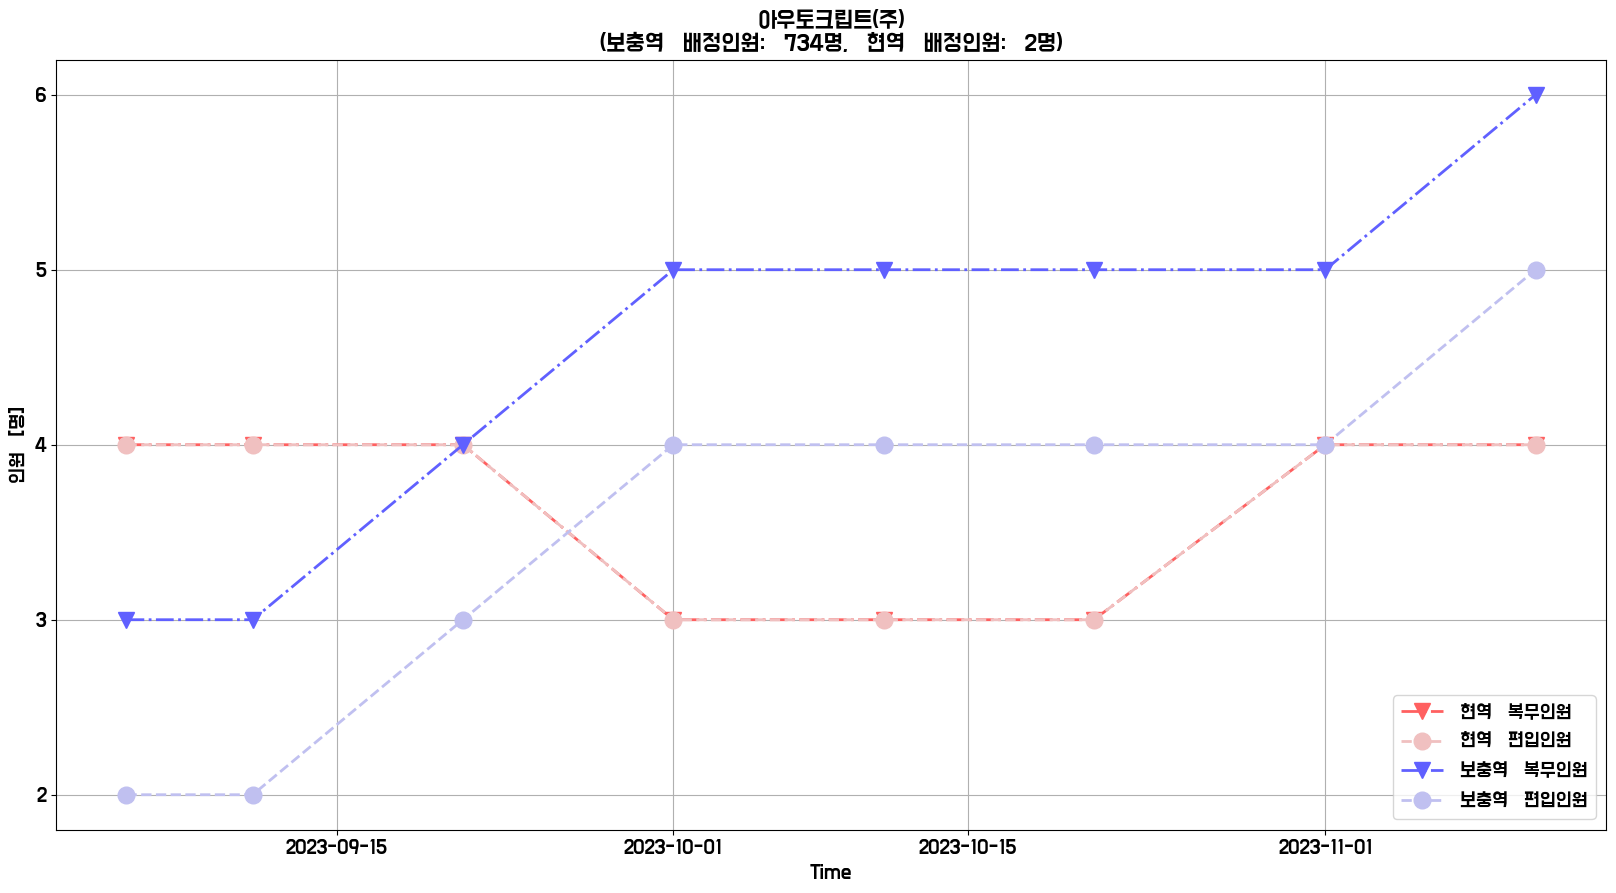 아우토크립트(주)
(보충역 배정인원: 734명, 현역 배정인원: 2명)
인원 [명]
6
5
4
3
2
현역 복무인원
현역 편입인원
보충역 복무인원
보충역 편입인원
2023-09-15
2023-10-01
2023-10-15
2023-11-01
Time